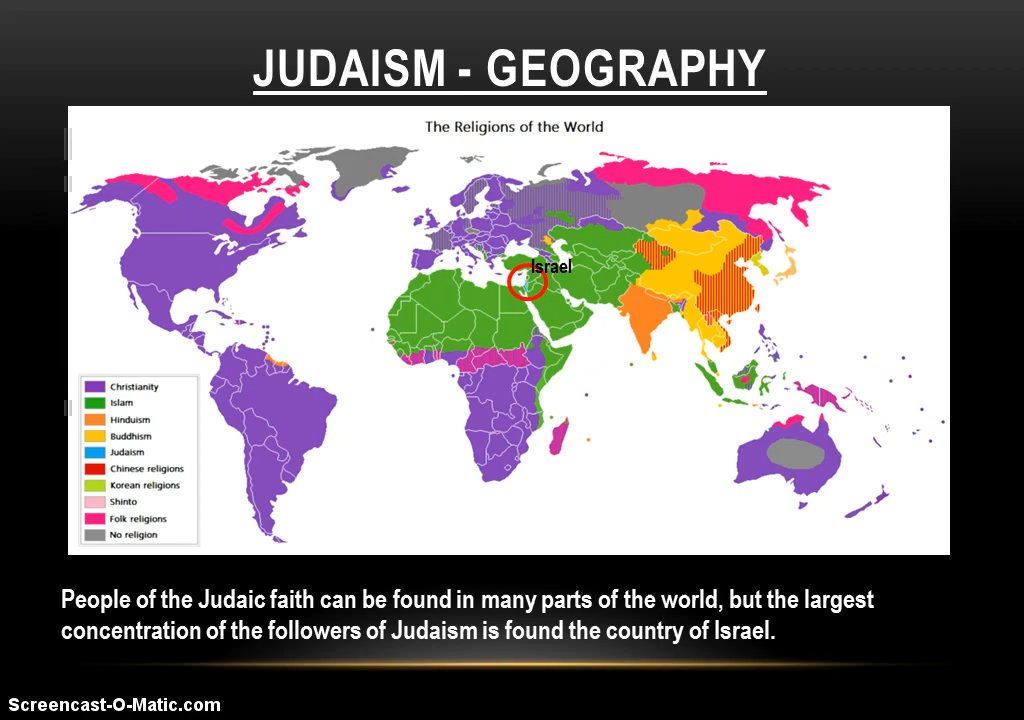 JUDAISM - GEOGRAPHY
The Religions of the World
Israel
Christianity
Islam
Hinduism
Buddhism
Judaism
Chinese religions
Korean religions
Shinto
Folk religions
No religion
People of the Judaic faith can be found in many parts of the world, but the largest
concentration of the followers of Judaism is found the country of Israel.
Screencast-O-Matic.com